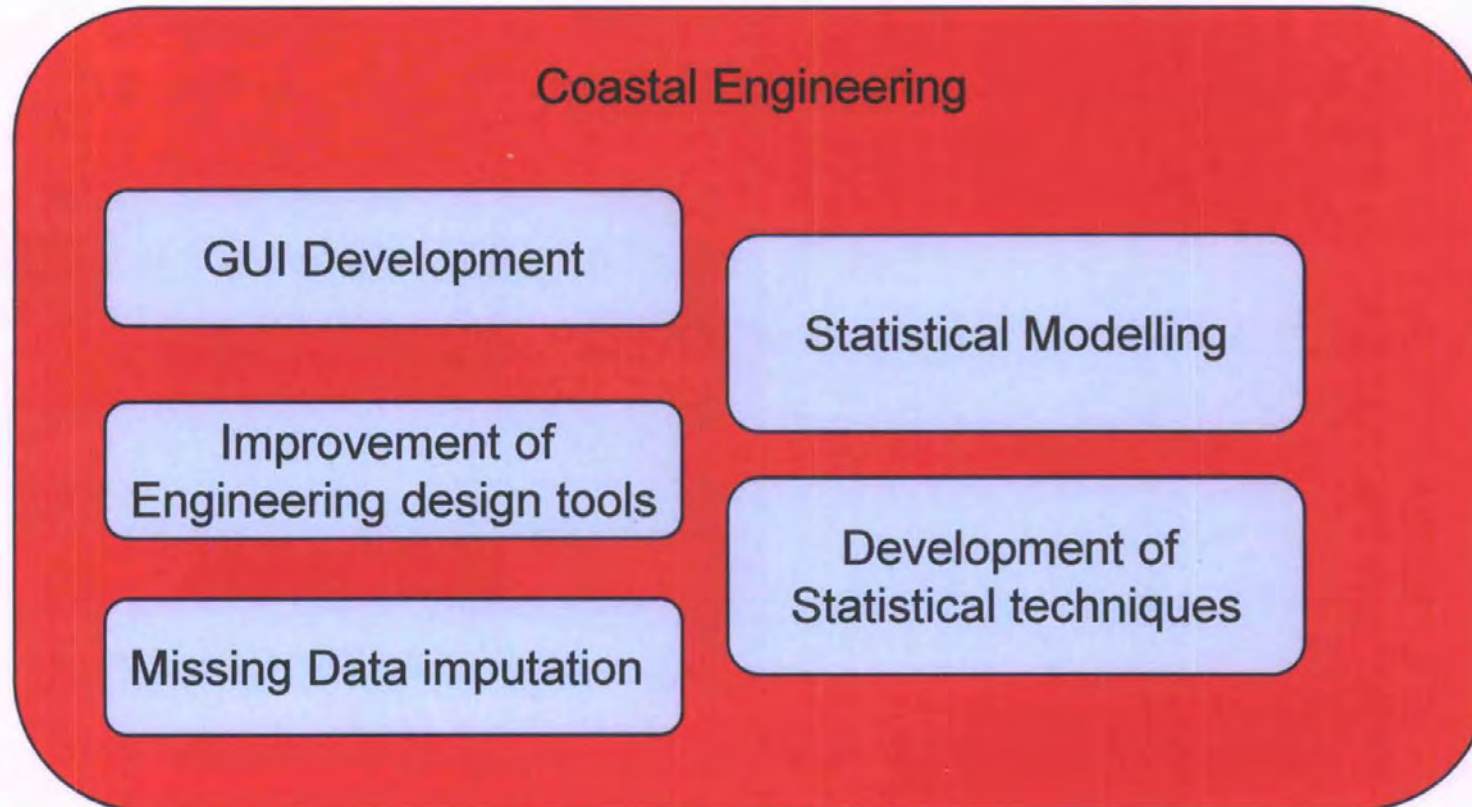 Coastal Engineering
GUI Development
Improvement of
Engineering design tools
Missing Data imputation
Statistical Modelling
Development of
Statistical techniques